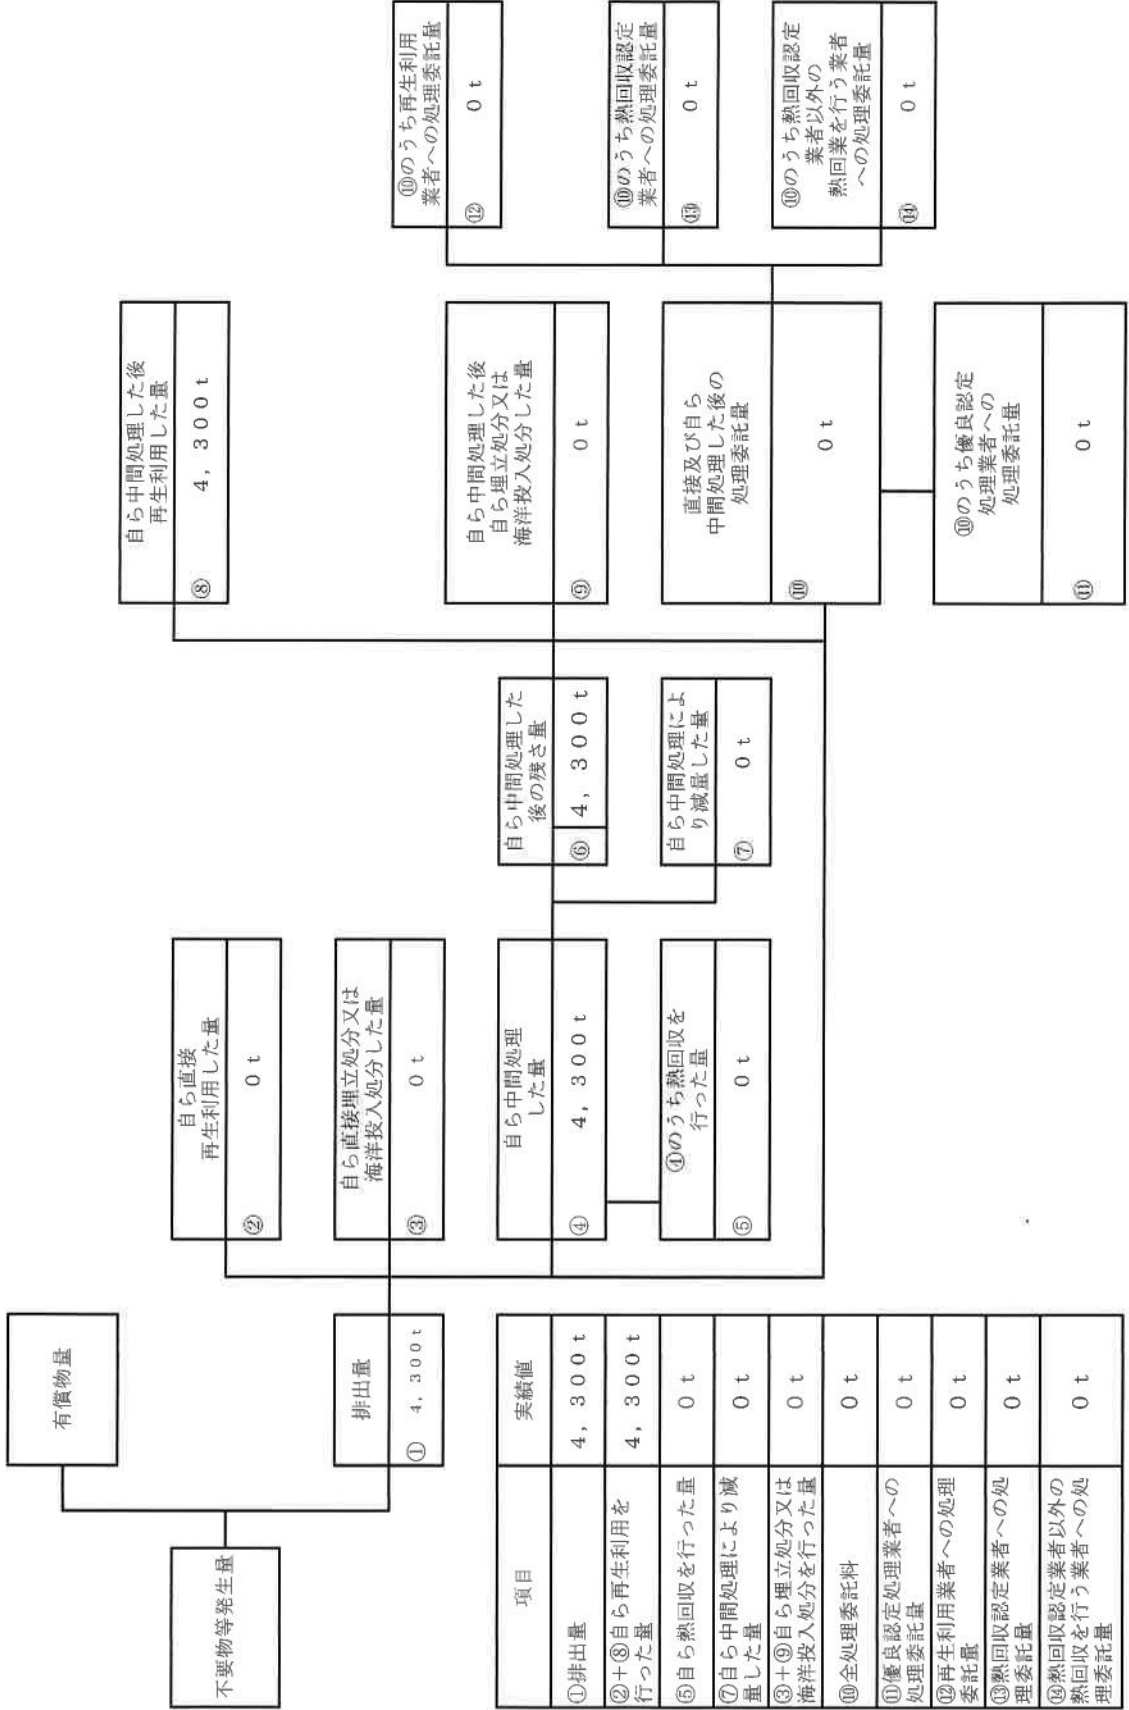 不要物等発生量
有償物量
排出量
① 4,300t
自ら直接
再生利用した量
② 0t
自ら直接埋立処分又は
海洋投入処分した量
③ 0t
自ら中間処理
した量
④ 4,300t
④のうち熱回収を
行った量
⑤ 0t
自ら中間処理した
後の残さ量
⑥ 4,300t
自ら中間処理によ
り減量した量
⑦ 0t
自ら中間処理した後
再生利用した量
⑧ 4,300t
自ら中間処理した後
自ら埋立処分又は
海洋投入処分した量
⑨ 0t
直接及び自ら
中間処理した後の
処理委託量
⑩ 0t
⑩のうち優良認定
処理業者への
処理委託量
⑪ 0t
⑩のうち再生利用
業者への処理委託量
⑫ 0t
⑩のうち熱回収認定
業者への処理委託量
⑬ 0t
⑩のうち熱回収認定
業者以外の
熱回業を行う業者
への処理委託量
⑭ 0t
項目 実績値
①排出量 4,300t
②+⑧自ら再生利用を
行った量 4,300t
⑤自ら熱回収を行った量 0t
⑦自ら中間処理により減
量した量 0t
③+⑨自ら埋立処分又は
海洋投入処分を行った量 0t
⑩全処理委託料 0t
⑪優良認定処理業者への
処理委託量 0t
⑫再生利用業者への処理
委託量 0t
⑬熱回収認定業者への処
理委託量 0t
⑭熱回収認定業者以外の
熱回収を行う業者への処
理委託量 0t